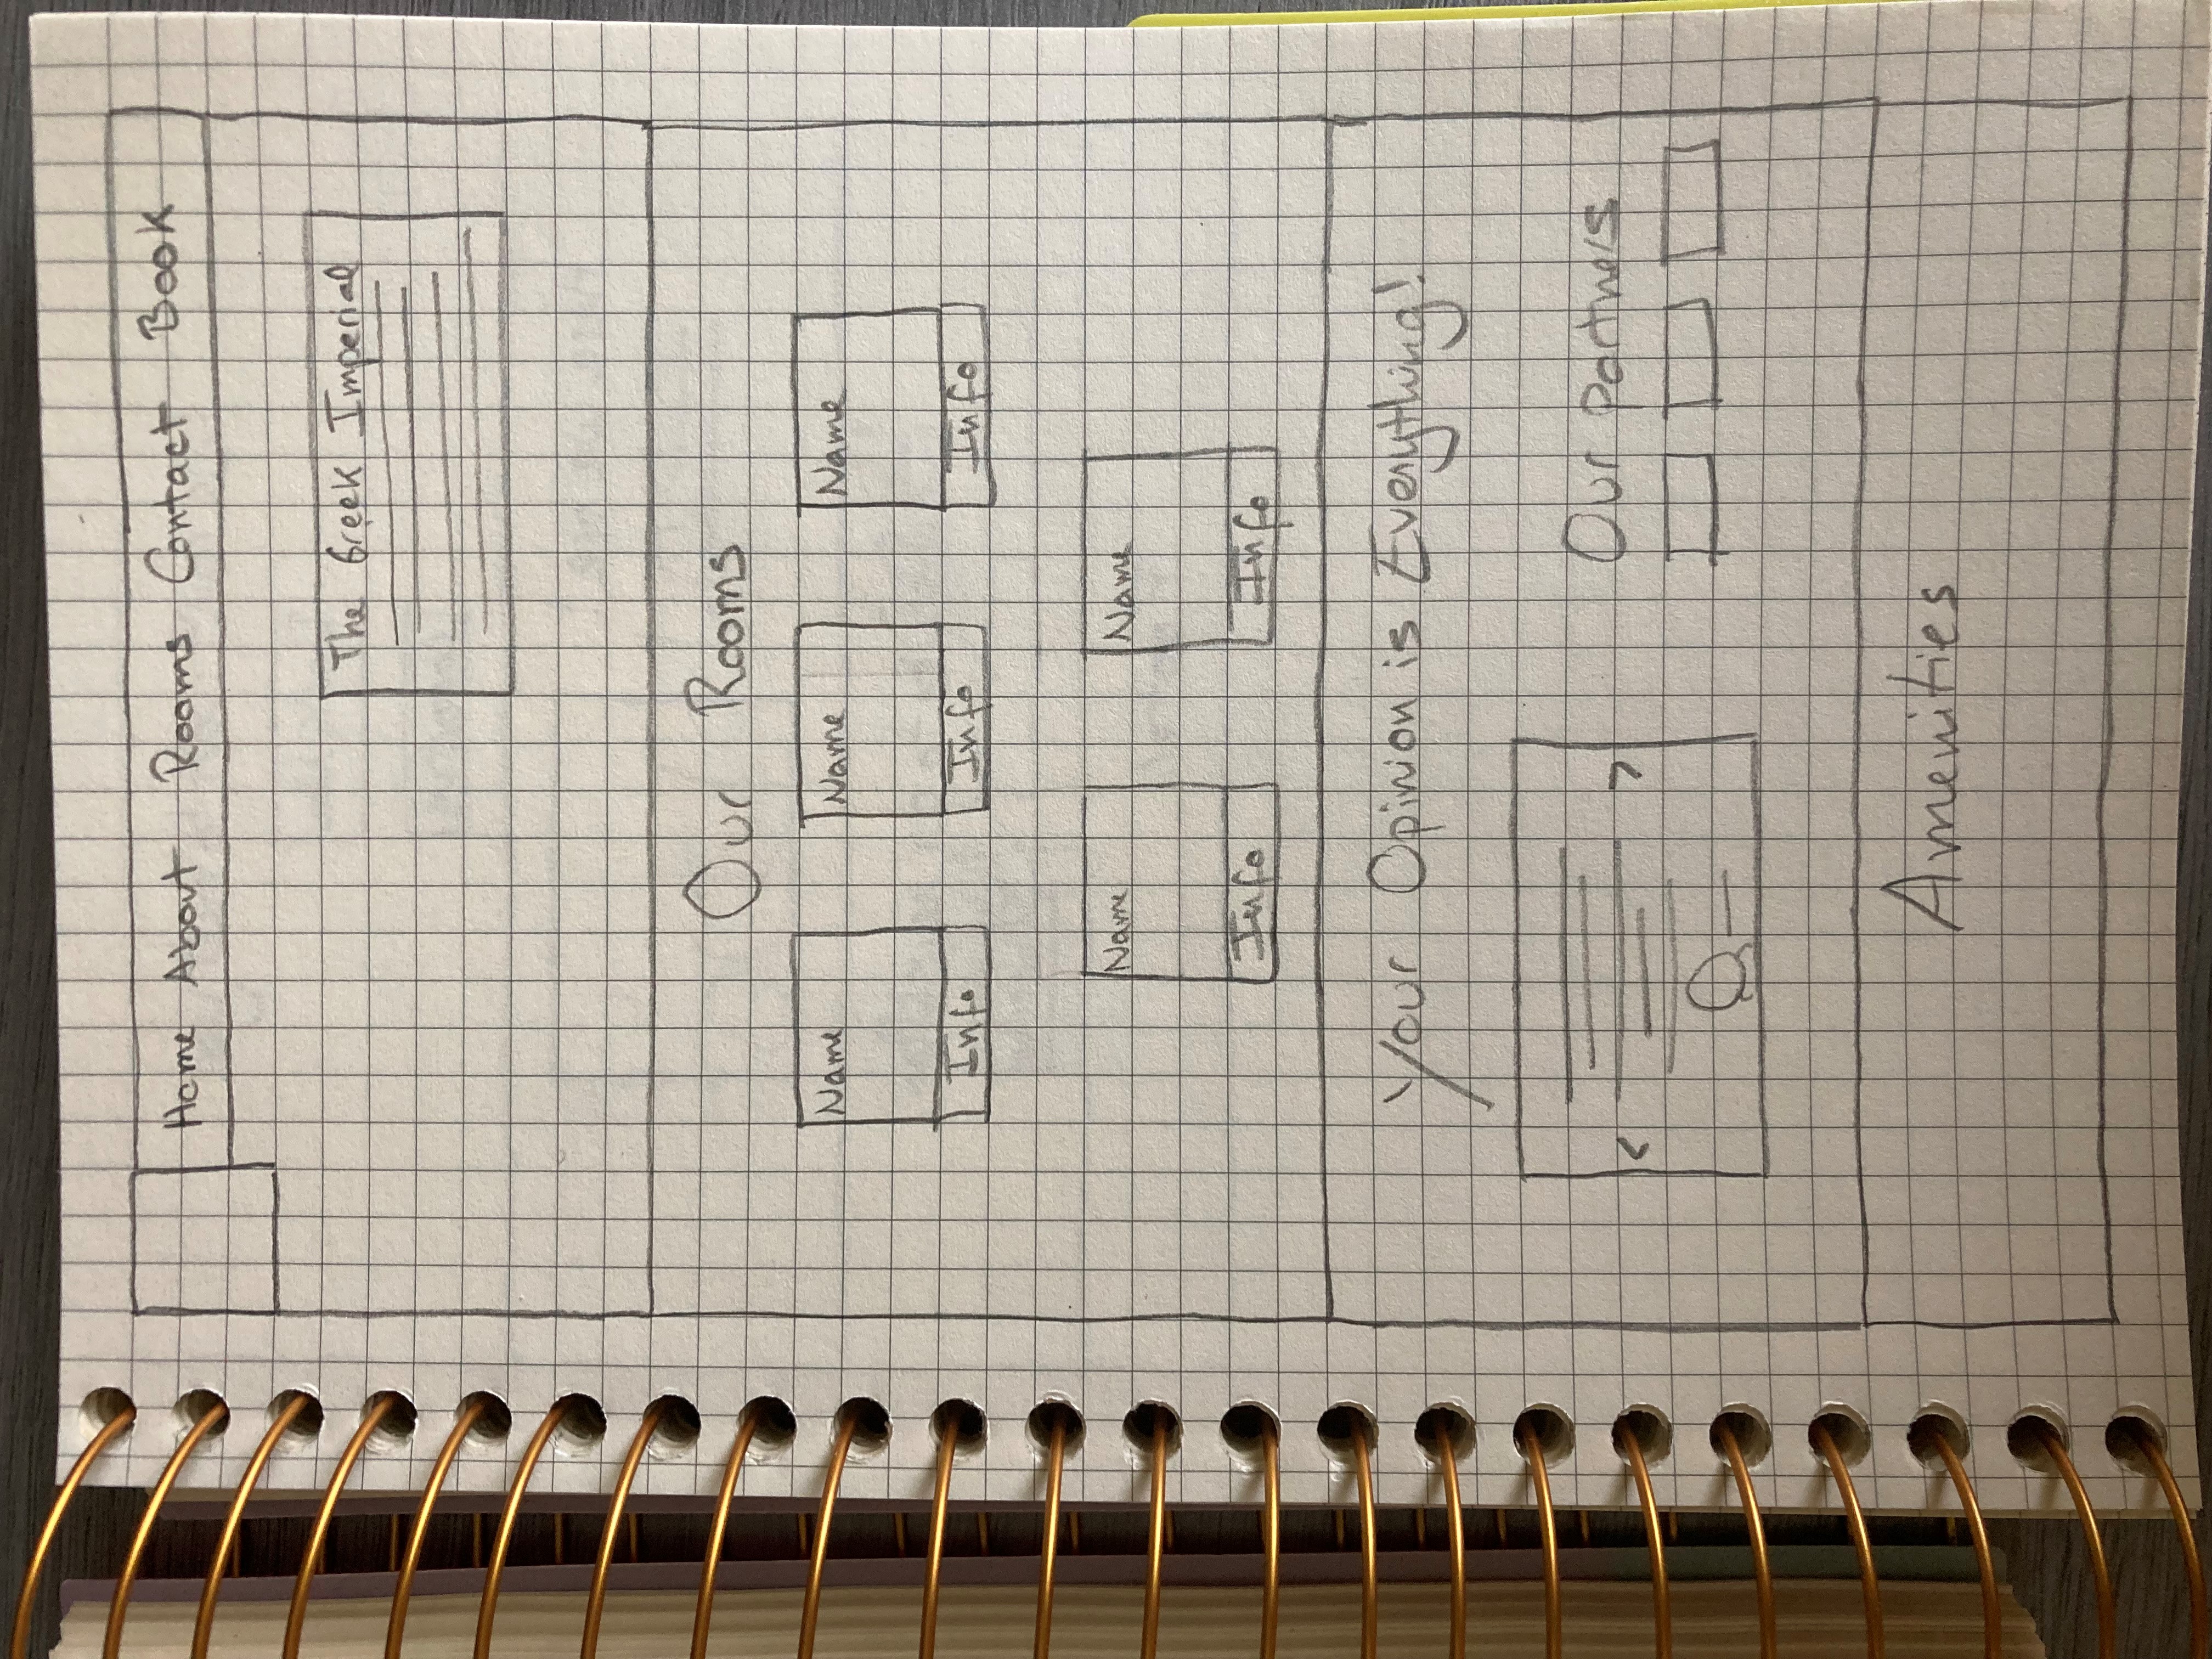 Home About Rooms Contact Book
The Greek Imperial
Our Rooms
Name Name Name
Info Info Info
Name Name
Info Info
Your Opinion is Everything!
< >
Our partners
Amenities